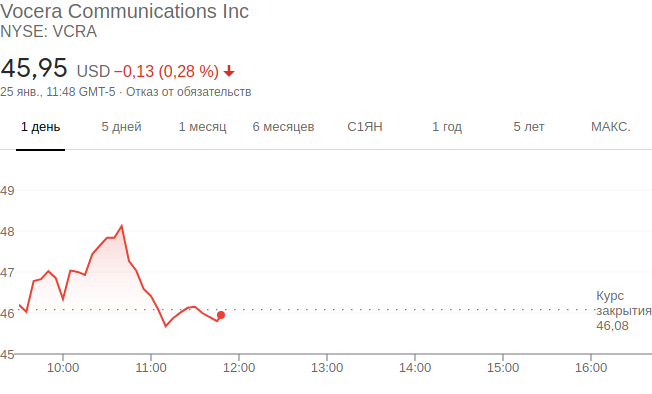 Vocera Communications Inc
NYSE: VCRA
45,95 USD −0,13 (0,28 %)
25 янв., 11:48 GMT-5 · Отказ от обязательств
1 день 5 дней 1 месяц 6 месяцев С1ЯН 1 год 5 лет МАКС.
49
48
47
46
45
Курс
закрытия
46,08
10:00 11:00 12:00 13:00 14:00 15:00 16:00